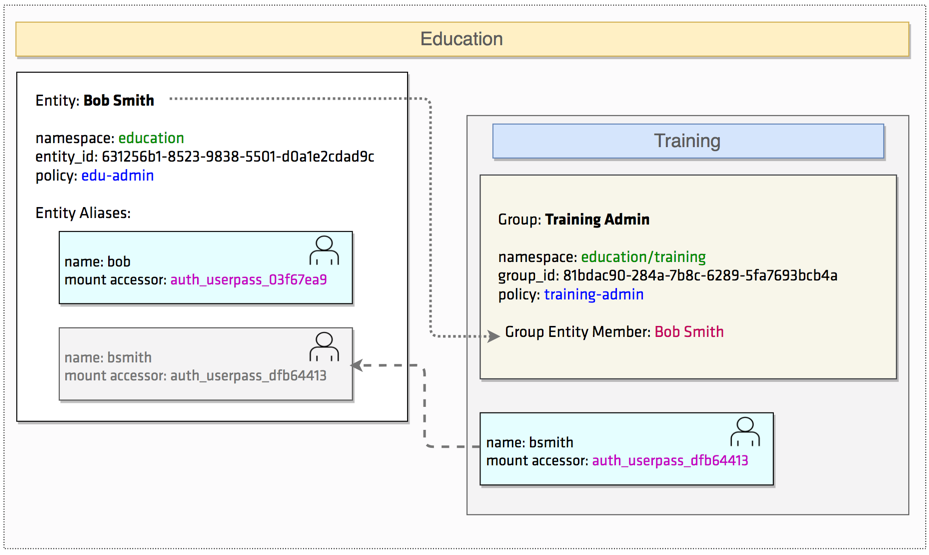 Education
Entity: Bob Smith
namespace: education
entity_id: 631256b1-8523-9838-5501-d0a1e2cdad9c
policy: edu-admin
Entity Aliases:
name: bob
mount accessor: auth_userpass_03f67ea9
name: bsmith
mount accessor: auth_userpass_dfb64413
Training
Group: Training Admin
namespace: education/training
group_id: 81bdac90-284a-7b8c-6289-5fa7693bcb4a
policy: training-admin
Group Entity Member: Bob Smith
name: bsmith
mount accessor: auth_userpass_dfb64413